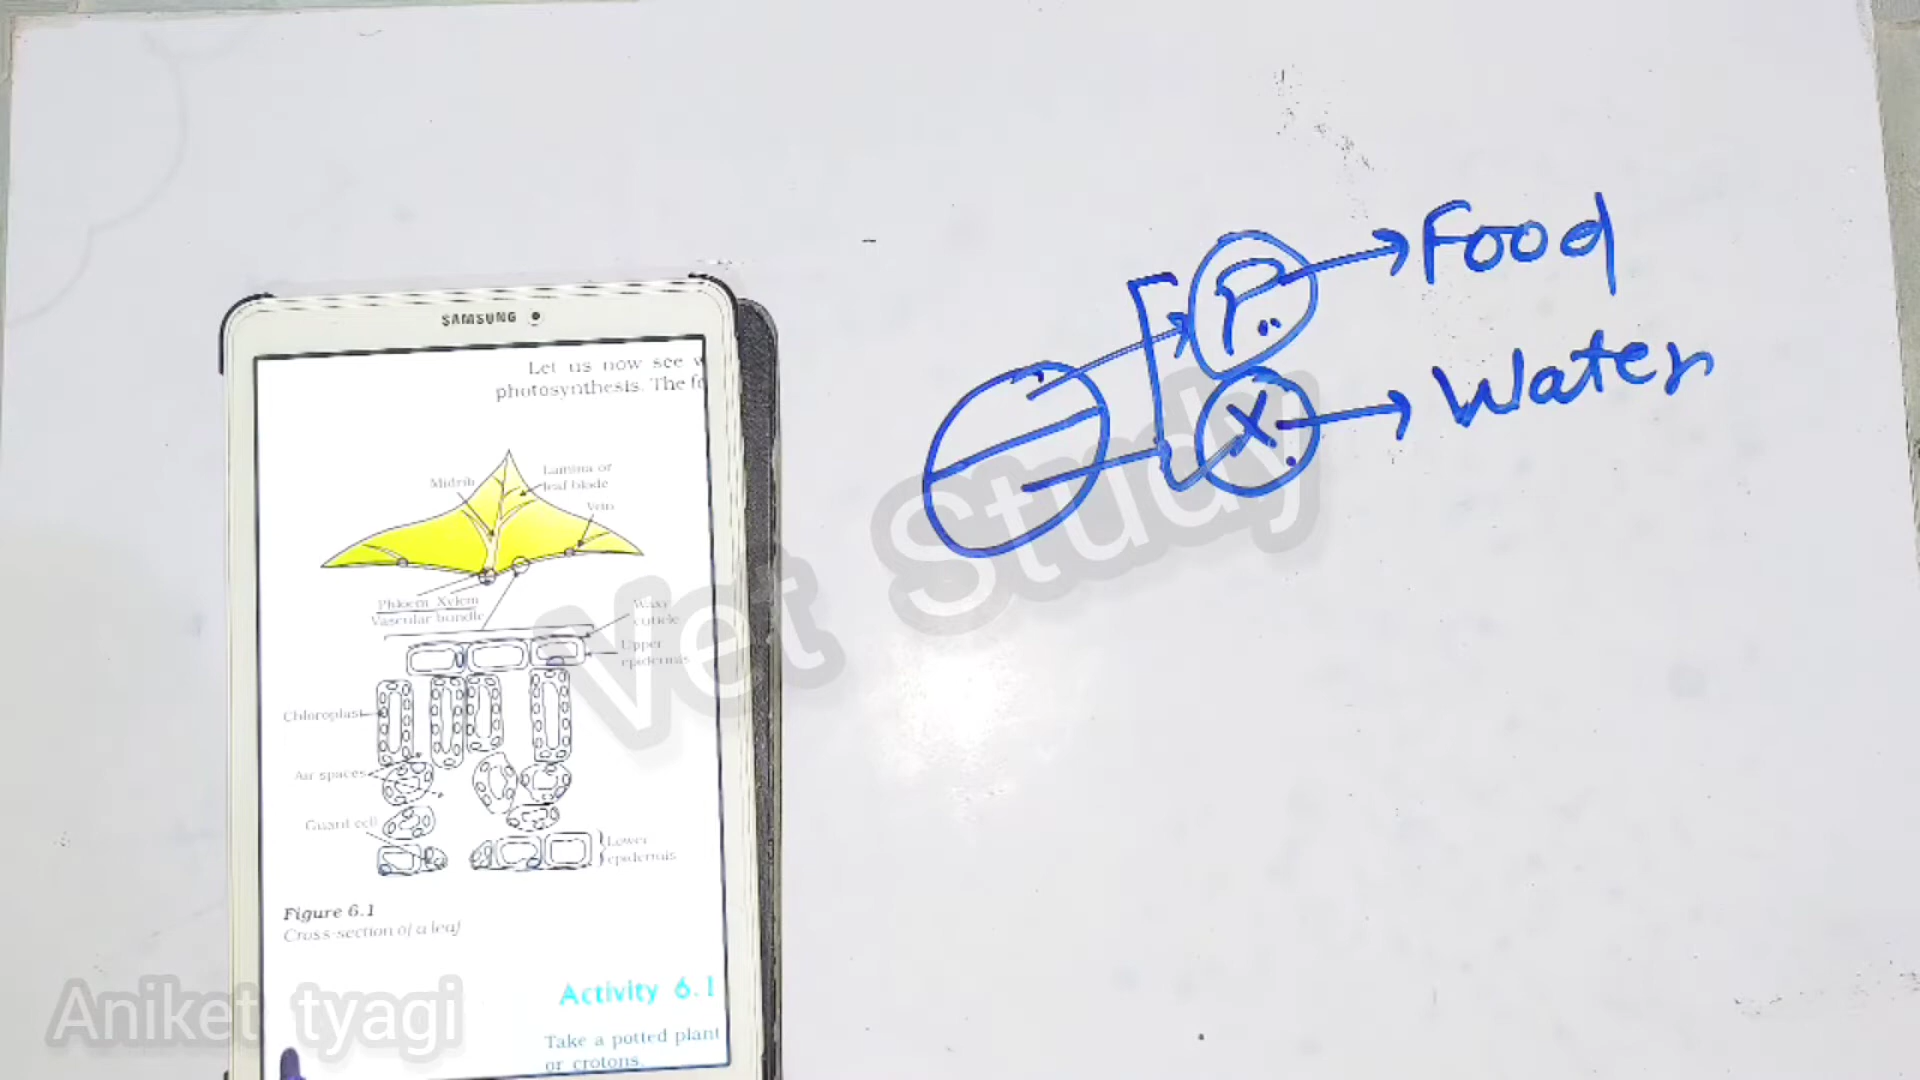 SAMSUNG
Let us now see
photosynthesis. The
Midrib
Lamina or
leaf blade
Vein
Phloem Xylem
Vascular bundle
Waxy
cuticle
Upper
epidermis
Chloroplast
Air spaces
Guard cell
Lower
epidermis
Figure 6.1
Cross-section of a leaf
Activity 6.1
Take a potted plant
or crotons.
P
Food
X
Water
Vet Study
Aniket tyagi